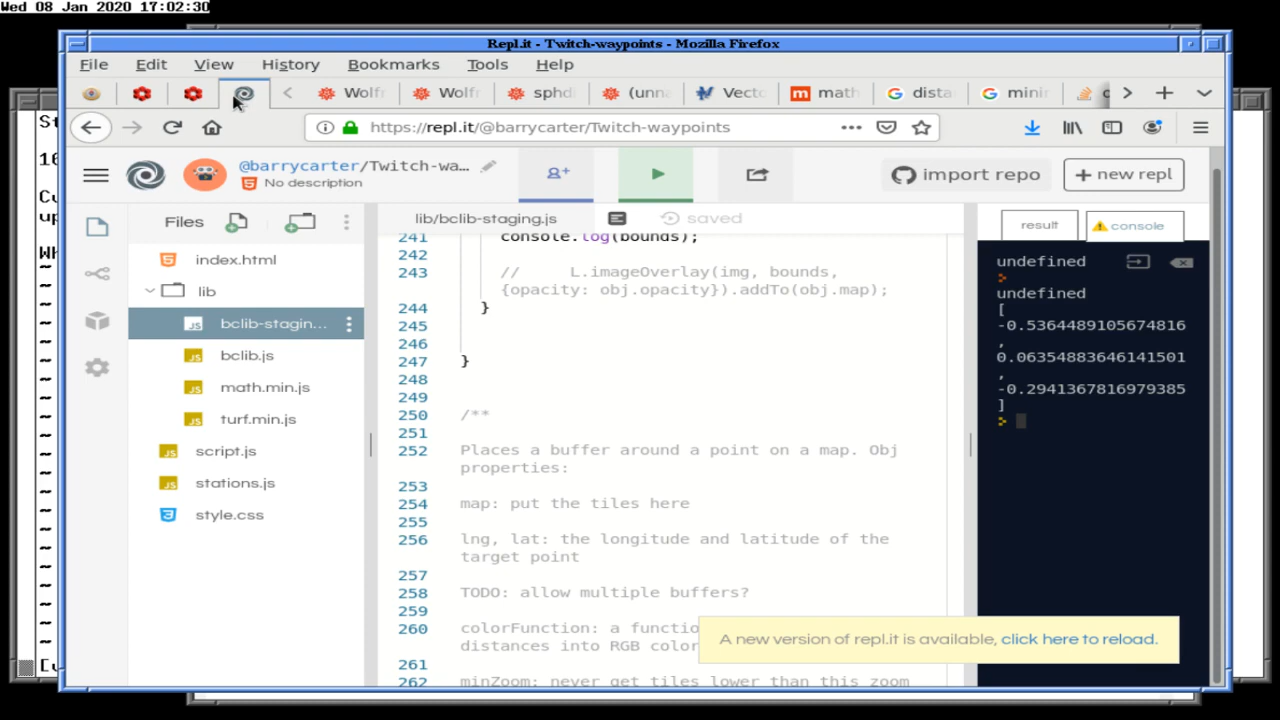 Wed 08 Jan 2020 17:02:30
Repl.it - Twitch-waypoints - Mozilla Firefox
File Edit View History Bookmarks Tools Help
Wolfr Wolfr sphdi (unna Vecto math dista minir
https://repl.it/@barrycarter/Twitch-waypoints
@barrycarter/Twitch-wa...
No description
import repo
+ new repl
Files
lib/bclib-staging.js
saved
result
console
index.html
lib
bclib-stagin...
bclib.js
math.min.js
turf.min.js
script.js
stations.js
style.css
241 console.log(bounds);
242
243 // L.imageOverlay(img, bounds,
{opacity: obj.opacity}).addTo(obj.map);
244 }
245
246
247 }
248
249
250 /**
251
252 Places a buffer around a point on a map. Obj
properties:
253
254 map: put the tiles here
255
256 lng, lat: the longitude and latitude of the
target point
257
258 TODO: allow multiple buffers?
259
260 colorFunction: a functio
distances into RGB color
261
262 minZoom: never get tiles lower than this zoom
undefined
undefined
[
-0.5364489105674816
,
0.06354883646141501
,
-0.2941367816979385
]
>
A new version of repl.it is available, click here to reload.